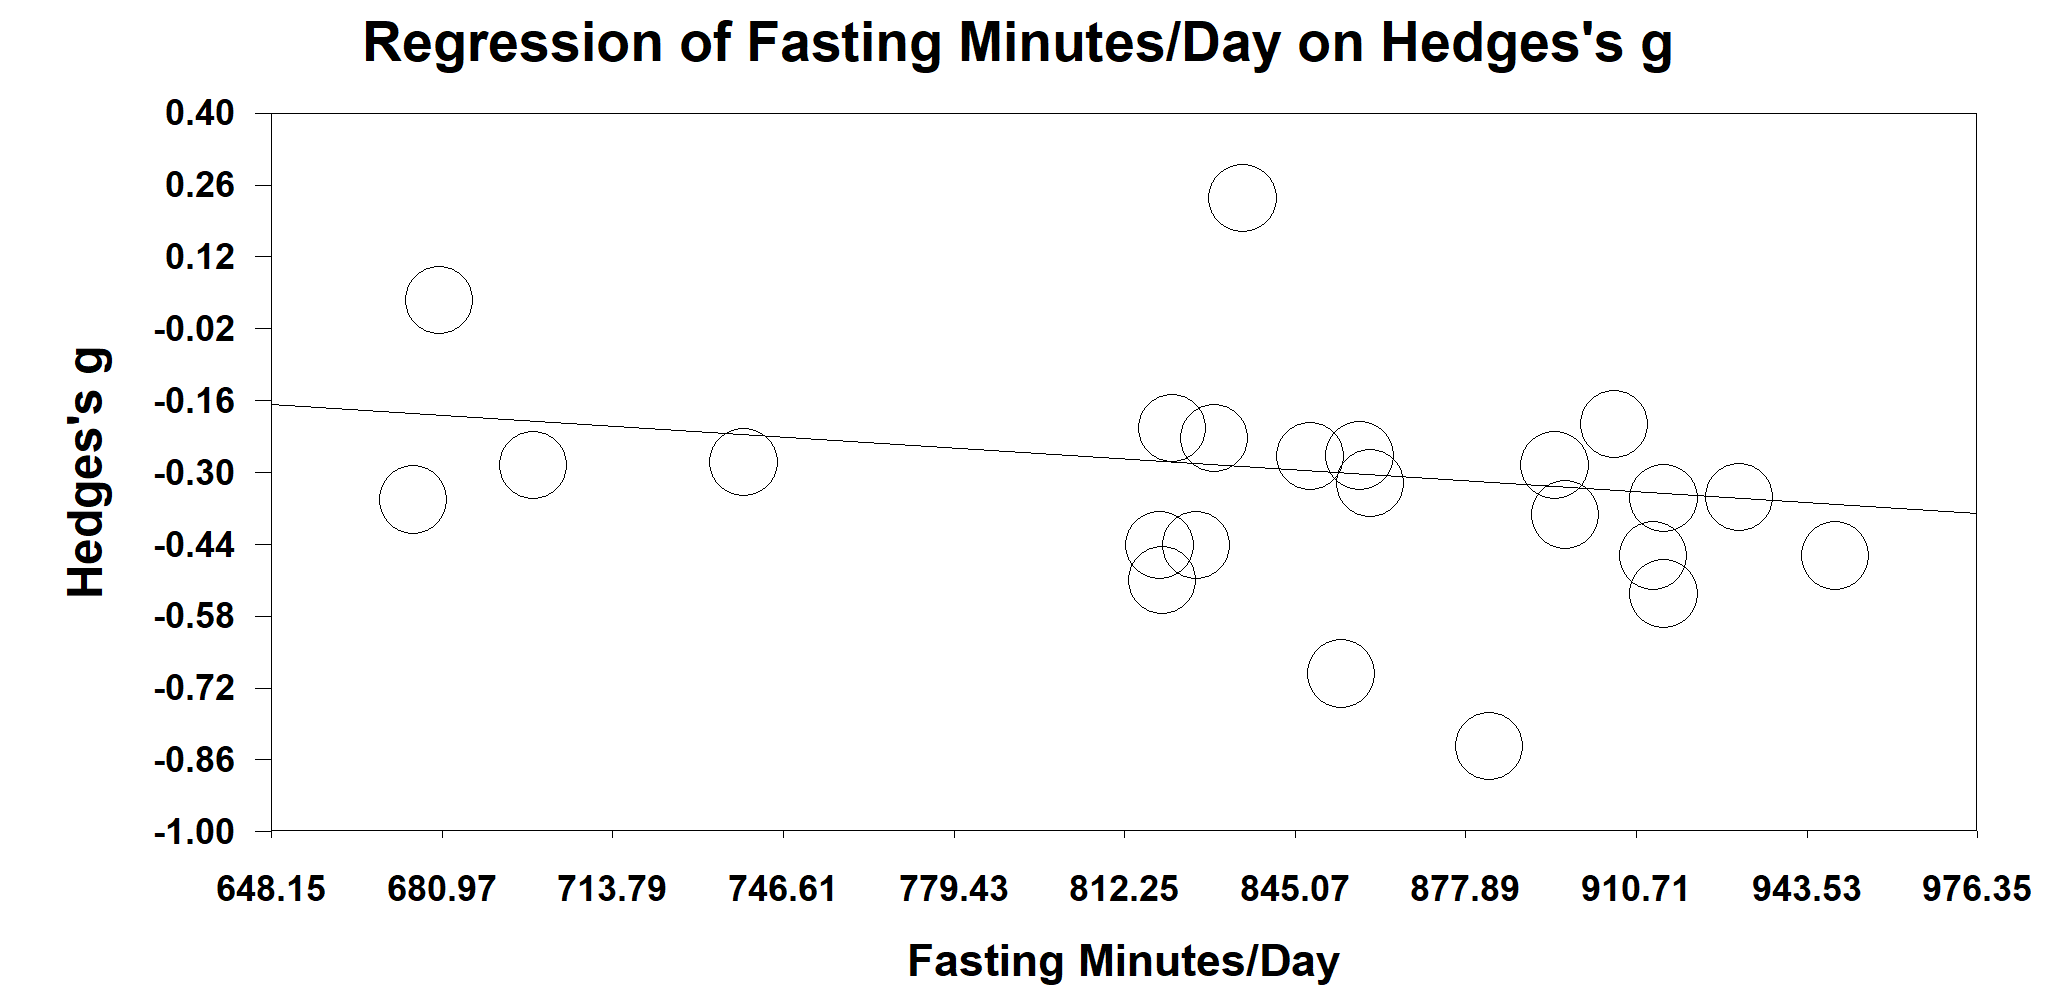 Regression of Fasting Minutes/Day on Hedges's g
0.40
0.26
0.12
-0.02
-0.16
-0.30
-0.44
-0.58
-0.72
-0.86
-1.00
Hedges's g
648.15 680.97 713.79 746.61 779.43 812.25 845.07 877.89 910.71 943.53 976.35
Fasting Minutes/Day